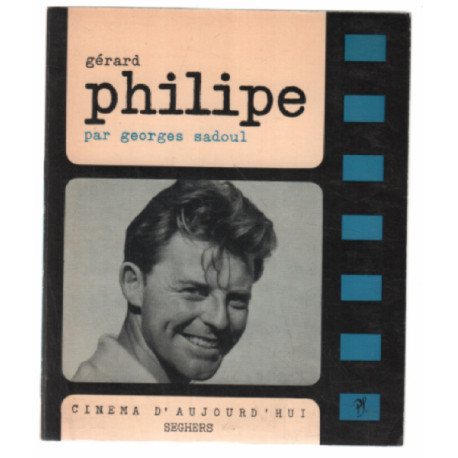 gérard
philipe
par georges sadoul
CINEMA D'AUJOURD'HUI
SEGHERS